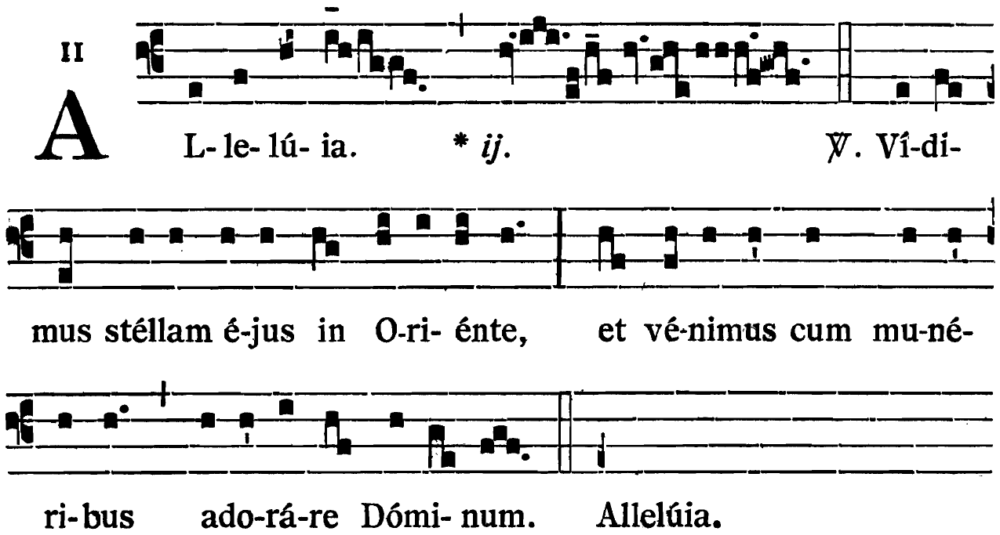 II
AL-le-lú-ia. * ij. ℣. Ví-di-
mus stéllam é-jus in O-ri-énte, et vé-nimus cum mu-né-
ri-bus ado-rá-re Dómi-num. Allelúia.